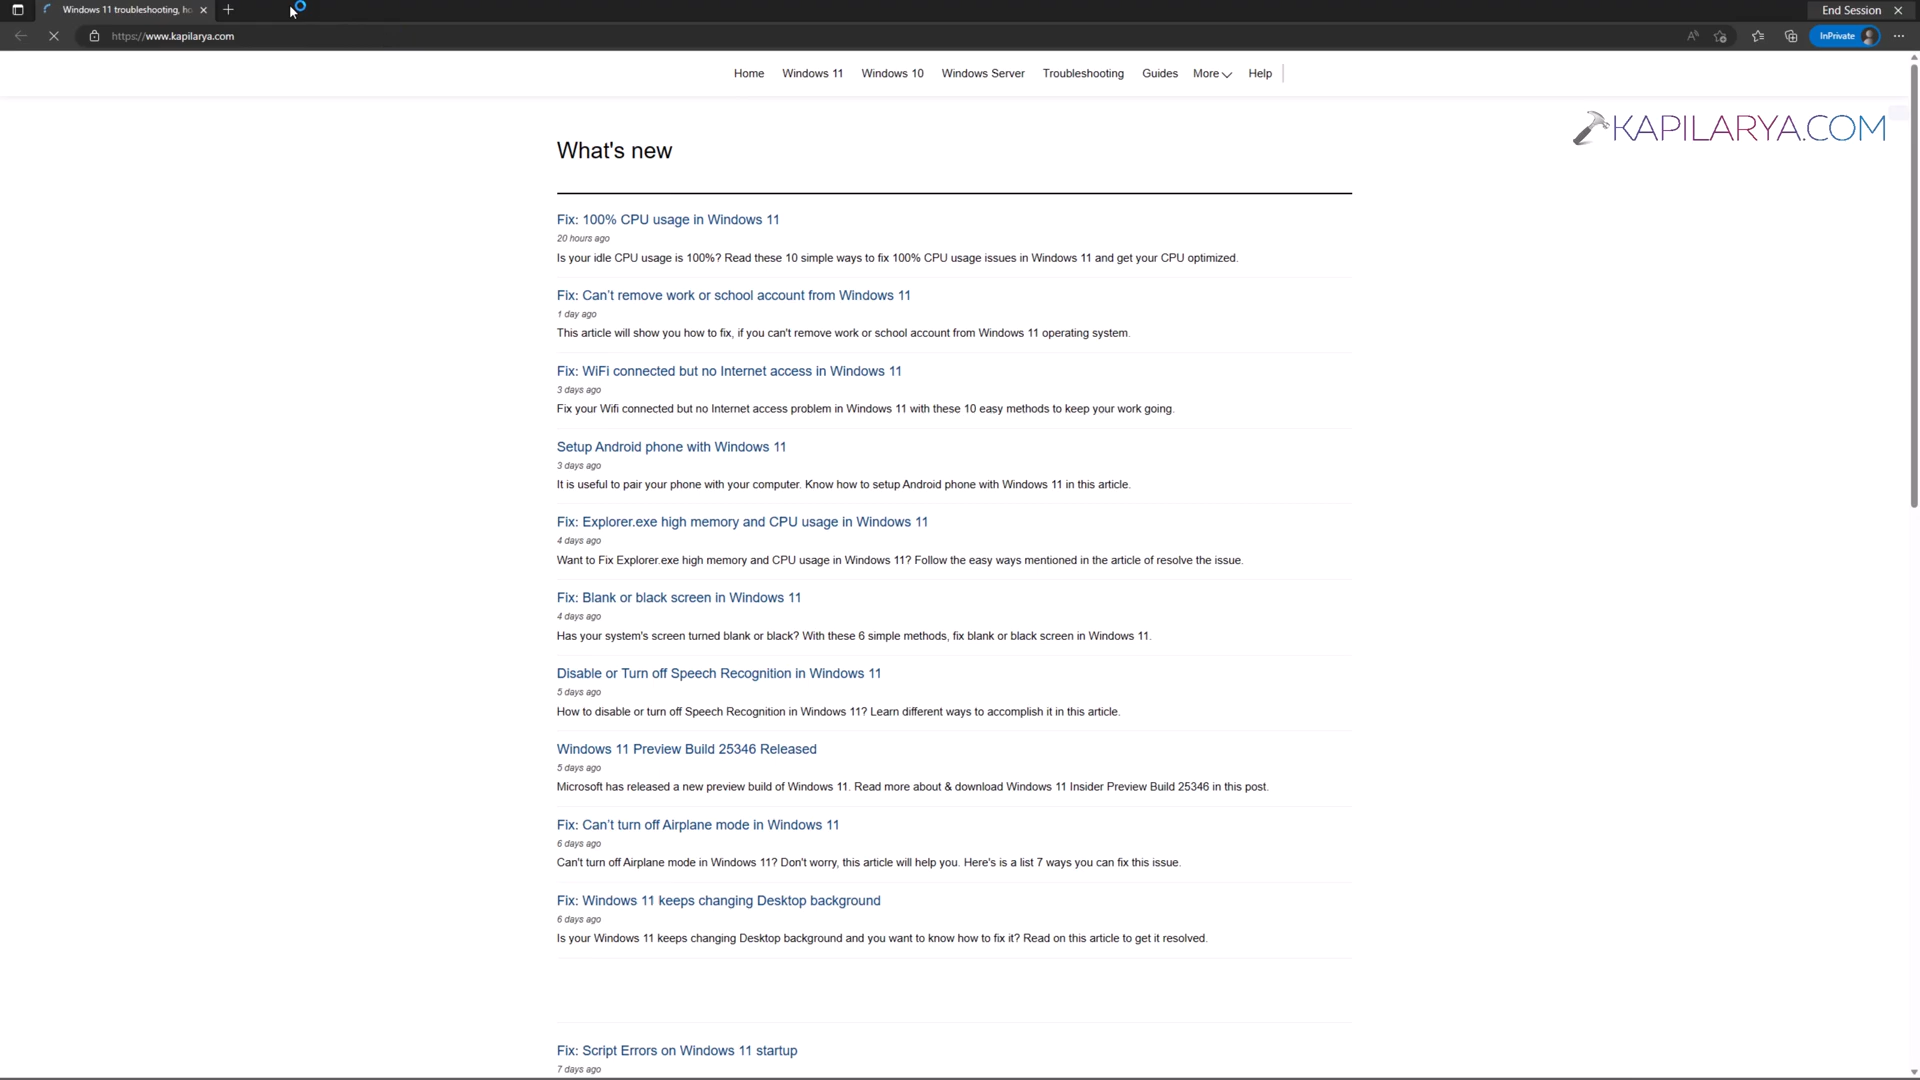 Windows 11 troubleshooting, ho
End Session
https://www.kapilarya.com
InPrivate
Home Windows 11 Windows 10 Windows Server Troubleshooting Guides More Help
KAPILARYA.COM
What's new
Fix: 100% CPU usage in Windows 11
20 hours ago
Is your idle CPU usage is 100%? Read these 10 simple ways to fix 100% CPU usage issues in Windows 11 and get your CPU optimized.
Fix: Can’t remove work or school account from Windows 11
1 day ago
This article will show you how to fix, if you can't remove work or school account from Windows 11 operating system.
Fix: WiFi connected but no Internet access in Windows 11
3 days ago
Fix your Wifi connected but no Internet access problem in Windows 11 with these 10 easy methods to keep your work going.
Setup Android phone with Windows 11
3 days ago
It is useful to pair your phone with your computer. Know how to setup Android phone with Windows 11 in this article.
Fix: Explorer.exe high memory and CPU usage in Windows 11
4 days ago
Want to Fix Explorer.exe high memory and CPU usage in Windows 11? Follow the easy ways mentioned in the article of resolve the issue.
Fix: Blank or black screen in Windows 11
4 days ago
Has your system's screen turned blank or black? With these 6 simple methods, fix blank or black screen in Windows 11.
Disable or Turn off Speech Recognition in Windows 11
5 days ago
How to disable or turn off Speech Recognition in Windows 11? Learn different ways to accomplish it in this article.
Windows 11 Preview Build 25346 Released
5 days ago
Microsoft has released a new preview build of Windows 11. Read more about & download Windows 11 Insider Preview Build 25346 in this post.
Fix: Can’t turn off Airplane mode in Windows 11
6 days ago
Can't turn off Airplane mode in Windows 11? Don't worry, this article will help you. Here's is a list 7 ways you can fix this issue.
Fix: Windows 11 keeps changing Desktop background
6 days ago
Is your Windows 11 keeps changing Desktop background and you want to know how to fix it? Read on this article to get it resolved.
Fix: Script Errors on Windows 11 startup
7 days ago